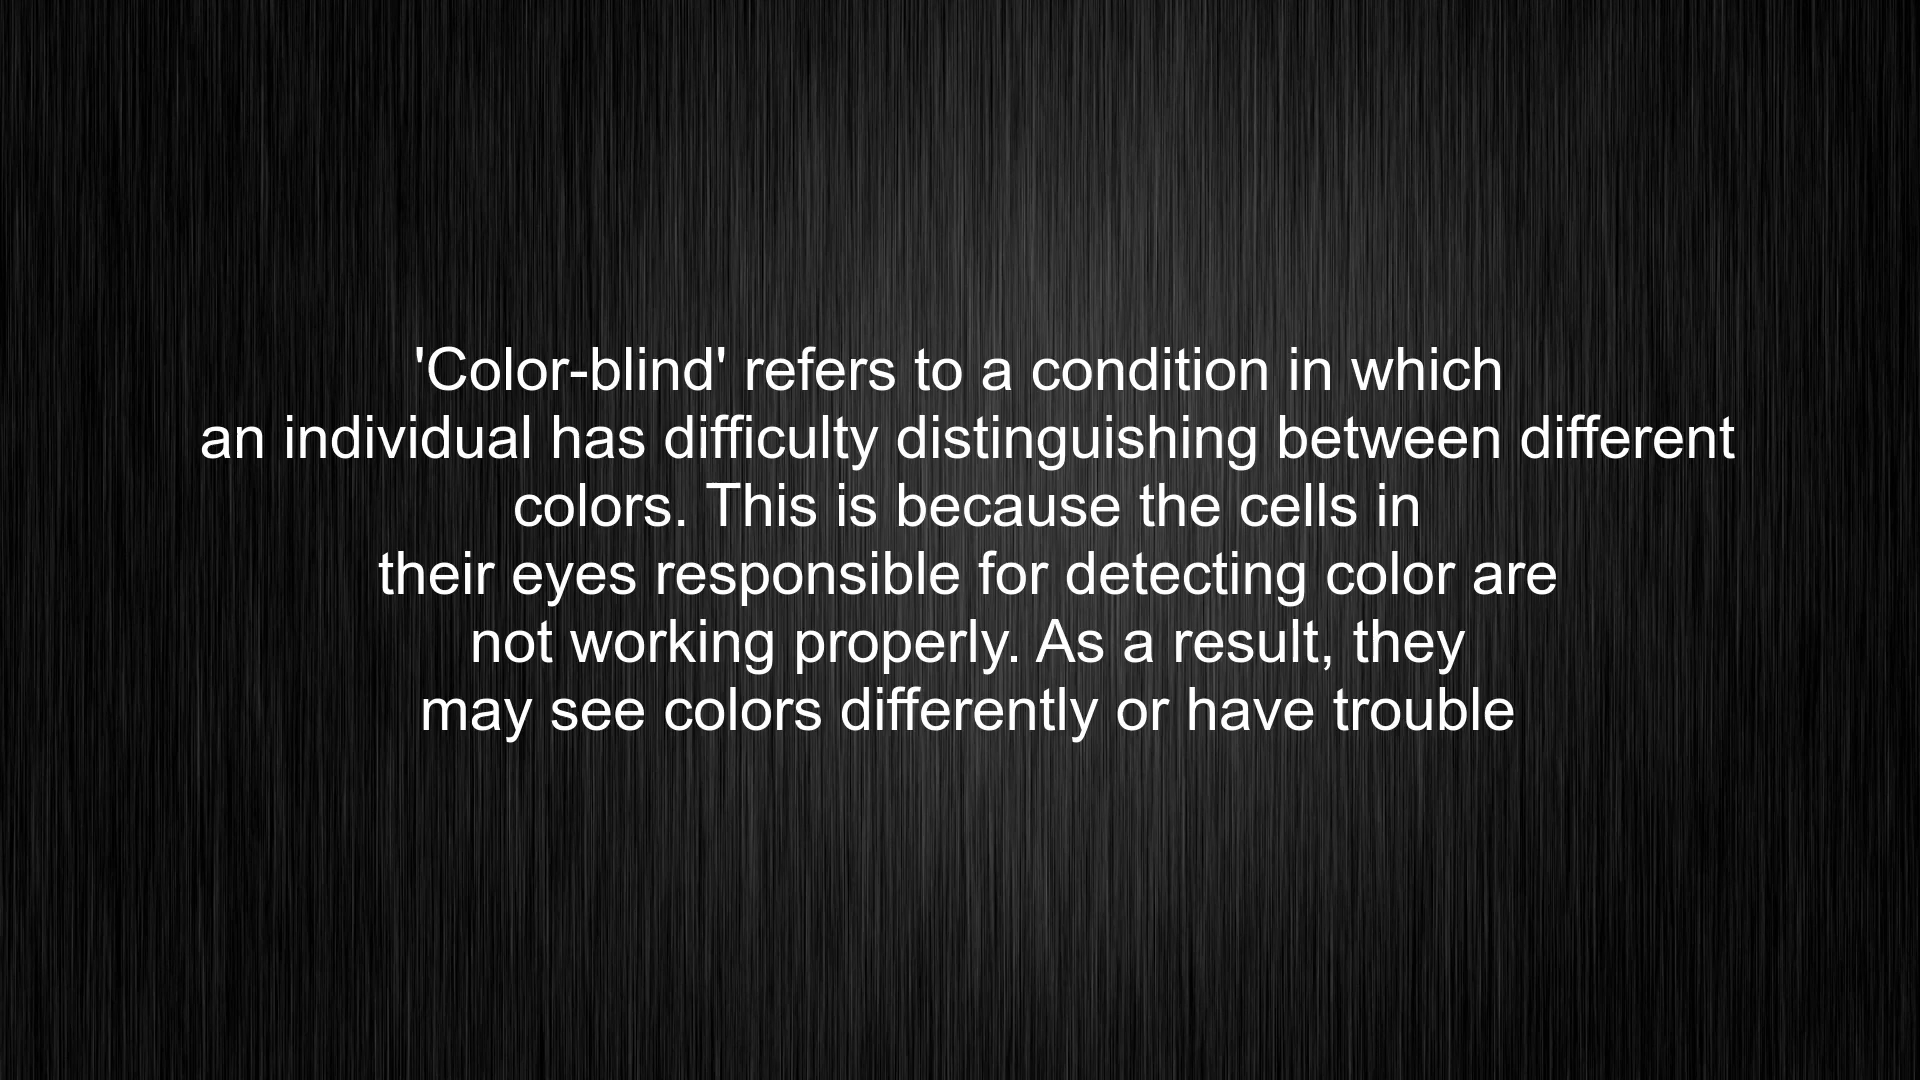 'Color-blind' refers to a condition in which
an individual has difficulty distinguishing between different
colors. This is because the cells in
their eyes responsible for detecting color are
not working properly. As a result, they
may see colors differently or have trouble